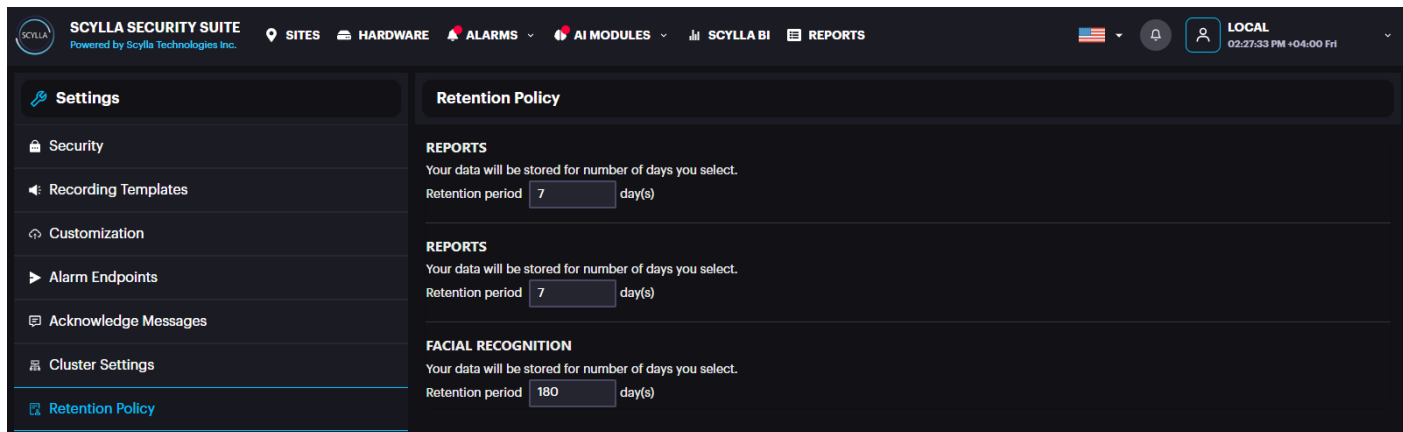 SCYLLA
SCYLLA SECURITY SUITE
Powered by Scylla Technologies Inc.
SITES HARDWARE ALARMS AI MODULES SCYLLA BI REPORTS
LOCAL
02:27:33 PM +04:00 Fri
Settings
Security
Recording Templates
Customization
Alarm Endpoints
Acknowledge Messages
Cluster Settings
Retention Policy
Retention Policy
REPORTS
Your data will be stored for number of days you select.
Retention period 7 day(s)
REPORTS
Your data will be stored for number of days you select.
Retention period 7 day(s)
FACIAL RECOGNITION
Your data will be stored for number of days you select.
Retention period 180 day(s)